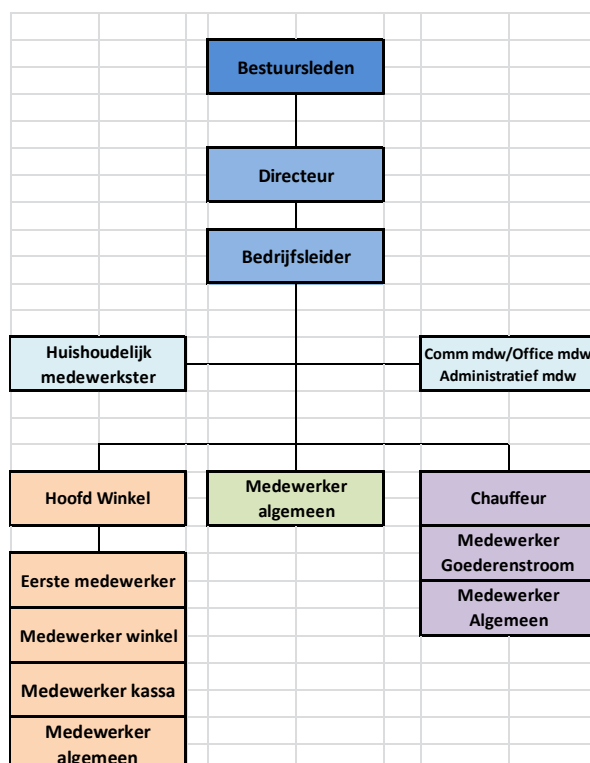 Bestuursleden
Directeur
Bedrijfsleider
Huishoudelijk
medewerkster
Comm mdw/Office mdw
Administratief mdw
Hoofd Winkel
Medewerker
algemeen
Chauffeur
Medewerker
Goederenstroom
Medewerker
Algemeen
Eerste medewerker
Medewerker winkel
Medewerker kassa
Medewerker
algemeen